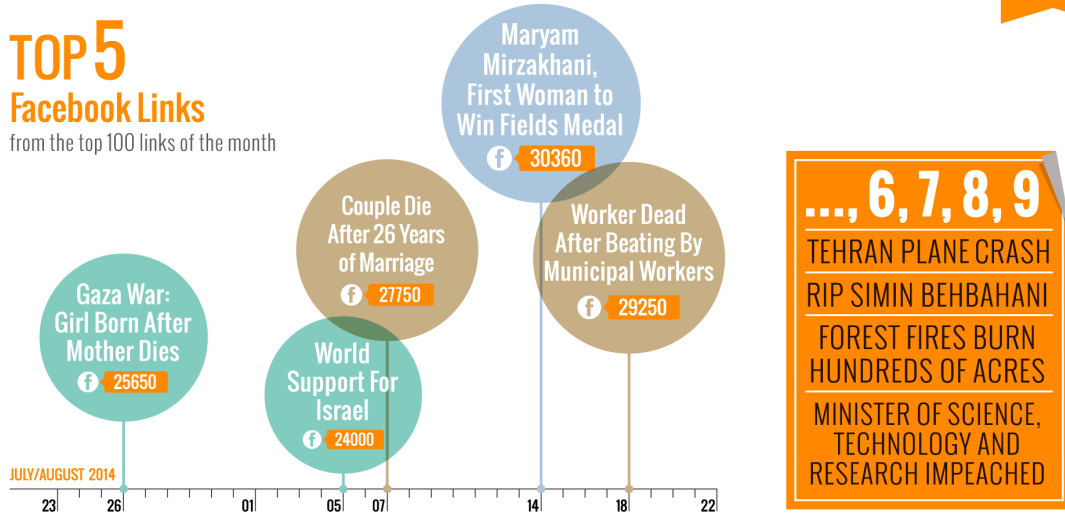 TOP 5
Facebook Links
from the top 100 links of the month
Maryam
Mirzakhani,
First Woman to
Win Fields Medal
f 30360
Couple Die
After 26 Years
of Marriage
f 27750
Worker Dead
After Beating By
Municipal Workers
f 29250
Gaza War:
Girl Born After
Mother Dies
f 25650
World
Support For
Israel
f 24000
JULY/AUGUST 2014
23 26 01 05 07 14 18 22
..., 6, 7, 8, 9
TEHRAN PLANE CRASH
RIP SIMIN BEHBAHANI
FOREST FIRES BURN
HUNDREDS OF ACRES
MINISTER OF SCIENCE,
TECHNOLOGY AND
RESEARCH IMPEACHED